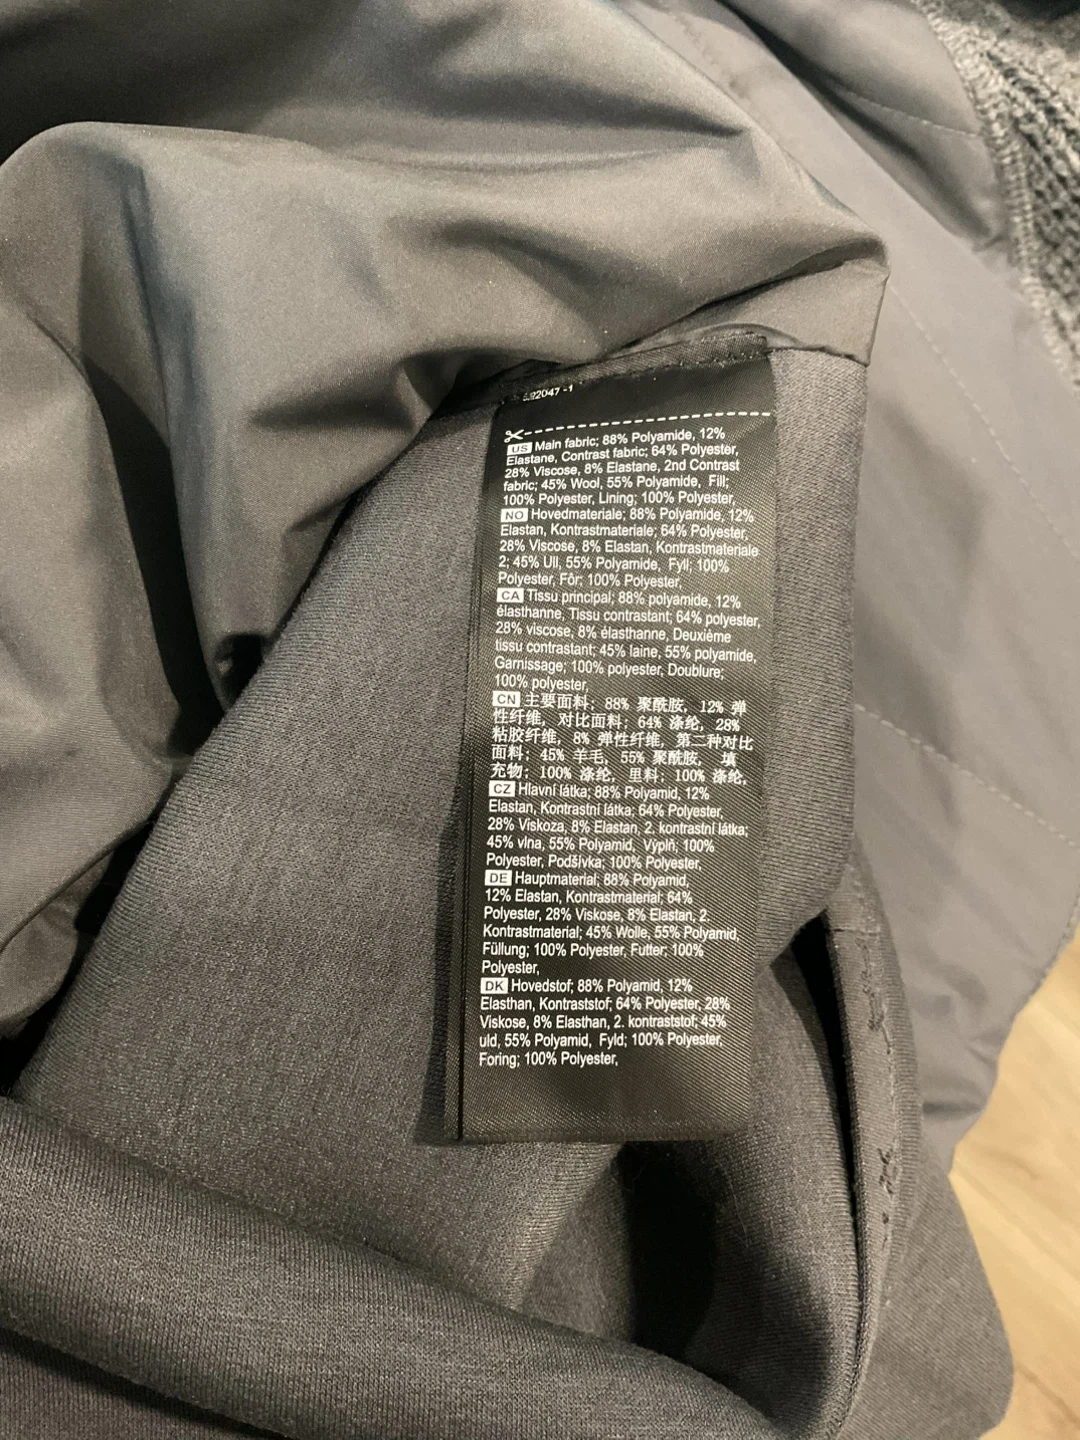 592047-1
US Main fabric; 88% Polyamide, 12%
Elastane, Contrast fabric; 64% Polyester,
28% Viscose, 8% Elastane, 2nd Contrast
fabric; 45% Wool, 55% Polyamide, Fill;
100% Polyester, Lining; 100% Polyester,
NO Hovedmateriale; 88% Polyamide, 12%
Elastan, Kontrastmateriale; 64% Polyester,
28% Viscose, 8% Elastan, Kontrastmateriale
2; 45% Ull, 55% Polyamide, Fyll; 100%
Polyester, Fôr; 100% Polyester,
CA Tissu principal; 88% polyamide, 12%
élasthanne, Tissu contrastant; 64% polyester,
28% viscose, 8% élasthanne, Deuxième
tissu contrastant; 45% laine, 55% polyamide,
Garnissage; 100% polyester, Doublure;
100% polyester,
CN 主要面料; 88% 聚酰胺, 12% 弹
性纤维, 对比面料; 64% 涤纶, 28%
粘胶纤维, 8% 弹性纤维, 第二种对比
面料; 45% 羊毛, 55% 聚酰胺, 填
充物; 100% 涤纶, 里料; 100% 涤纶,
CZ Hlavní látka; 88% Polyamid, 12%
Elastan, Kontrastní látka; 64% Polyester,
28% Viskoza, 8% Elastan, 2. kontrastní látka;
45% vlna, 55% Polyamid, Výplň; 100%
Polyester, Podšívka; 100% Polyester,
DE Hauptmaterial; 88% Polyamid,
12% Elastan, Kontrastmaterial; 64%
Polyester, 28% Viskose, 8% Elastan, 2.
Kontrastmaterial; 45% Wolle, 55% Polyamid,
Füllung; 100% Polyester, Futter; 100%
Polyester,
DK Hovedstof; 88% Polyamid, 12%
Elasthan, Kontraststof; 64% Polyester, 28%
Viskose, 8% Elasthan, 2. kontraststof; 45%
uld, 55% Polyamid, Fyld; 100% Polyester,
Foring; 100% Polyester,